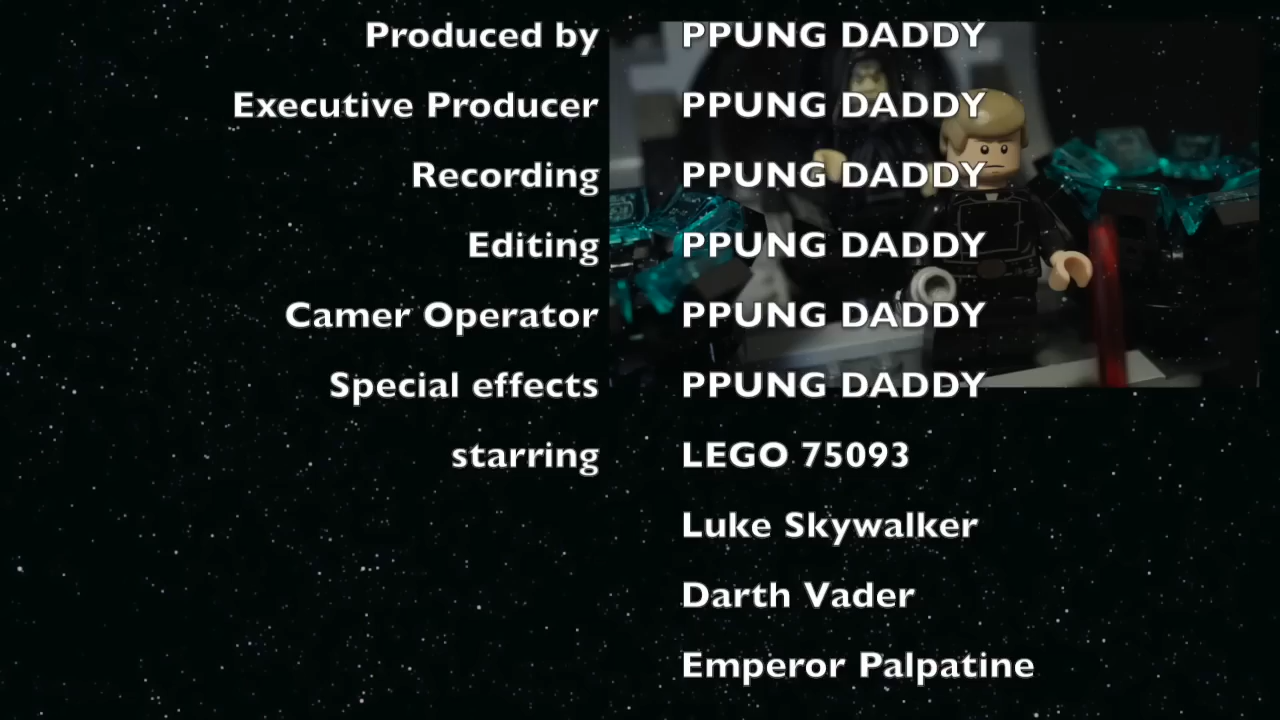 Produced by PPUNG DADDY
Executive Producer PPUNG DADDY
Recording PPUNG DADDY
Editing PPUNG DADDY
Camer Operator PPUNG DADDY
Special effects PPUNG DADDY
starring LEGO 75093
Luke Skywalker
Darth Vader
Emperor Palpatine